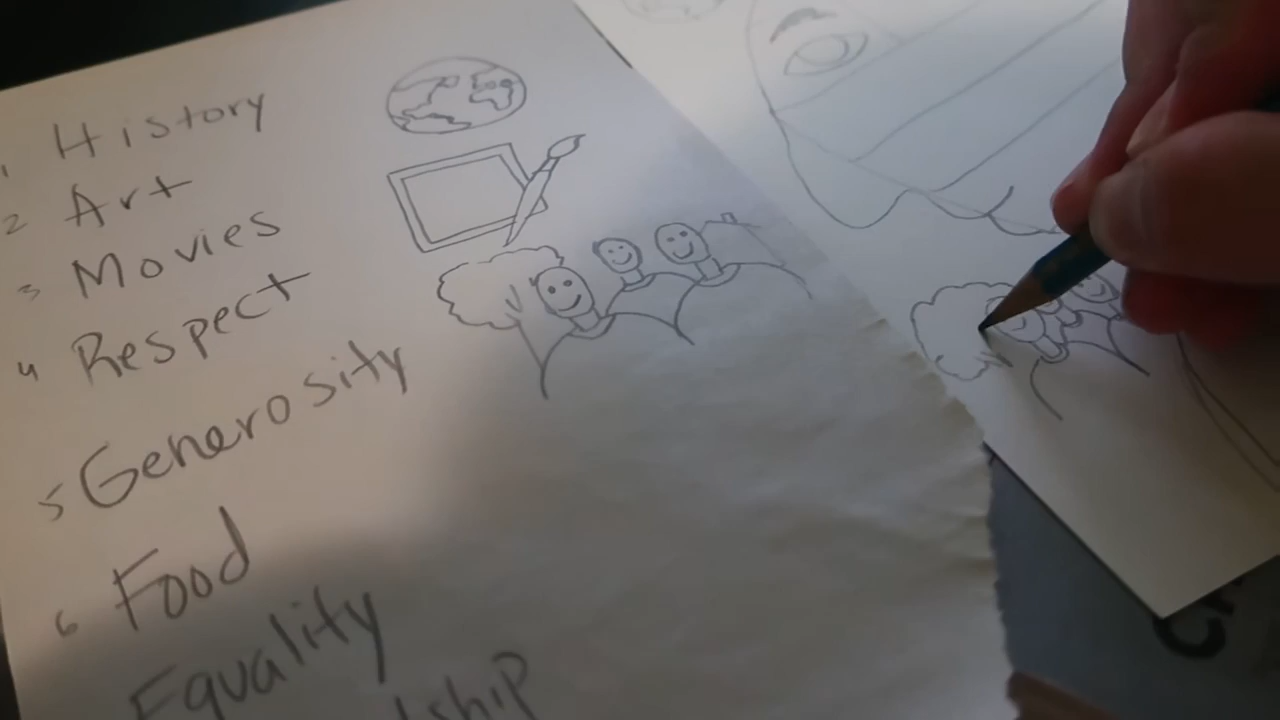 1 History
2 Art
3 Movies
4 Respect
5 Generosity
6 Food
Equality